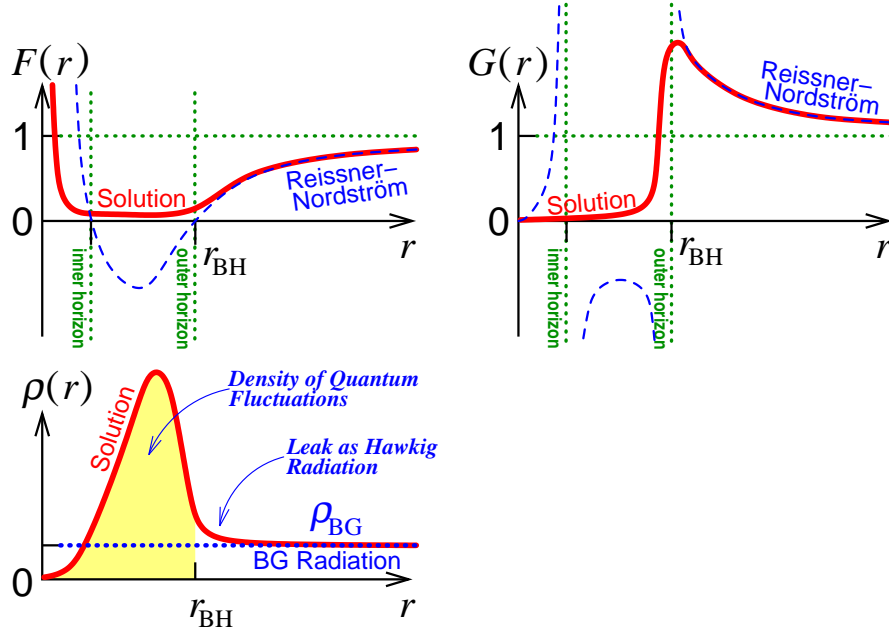 F(r)
1
Solution
Reissner–
Nordström
0
r
r_BH
inner horizon
outer horizon
G(r)
Reissner–
Nordström
1
Solution
0
r
r_BH
inner horizon
outer horizon
ρ(r)
Solution
Density of Quantum
Fluctuations
Leak as Hawkig
Radiation
ρ_BG
BG Radiation
0
r_BH
r